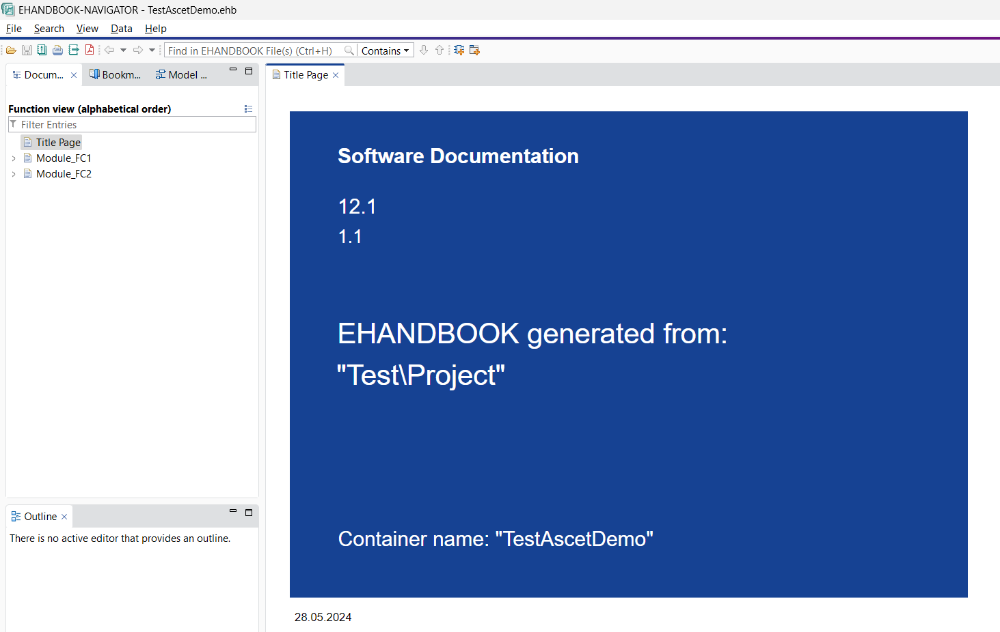 EHANDBOOK-NAVIGATOR - TestAscetDemo.ehb
File Search View Data Help
Find in EHANDBOOK File(s) (Ctrl+H) Contains
Docum... Bookm... Model ...
Title Page
Function view (alphabetical order)
Filter Entries
Title Page
Module_FC1
Module_FC2
Software Documentation
12.1
1.1
EHANDBOOK generated from:
"Test\Project"
Container name: "TestAscetDemo"
28.05.2024
Outline
There is no active editor that provides an outline.